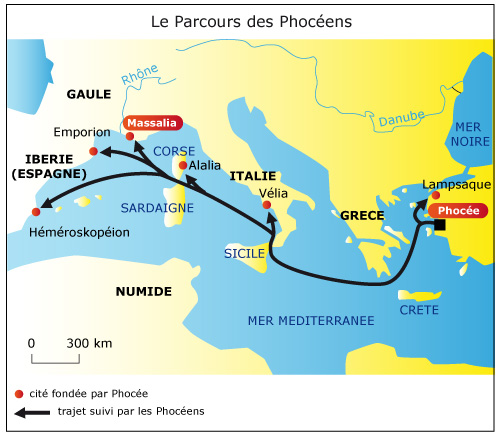 Le Parcours des Phocéens
Rhône
GAULE
Danube
Massalia
Emporion
MER
NOIRE
CORSE
IBERIE
(ESPAGNE)
Alalia
ITALIE
Lampsaque
Vélia
SARDAIGNE
GRECE
Phocée
Héméroskopéion
SICILE
NUMIDE
CRETE
MER MEDITERRANEE
0 300 km
cité fondée par Phocée
trajet suivi par les Phocéens